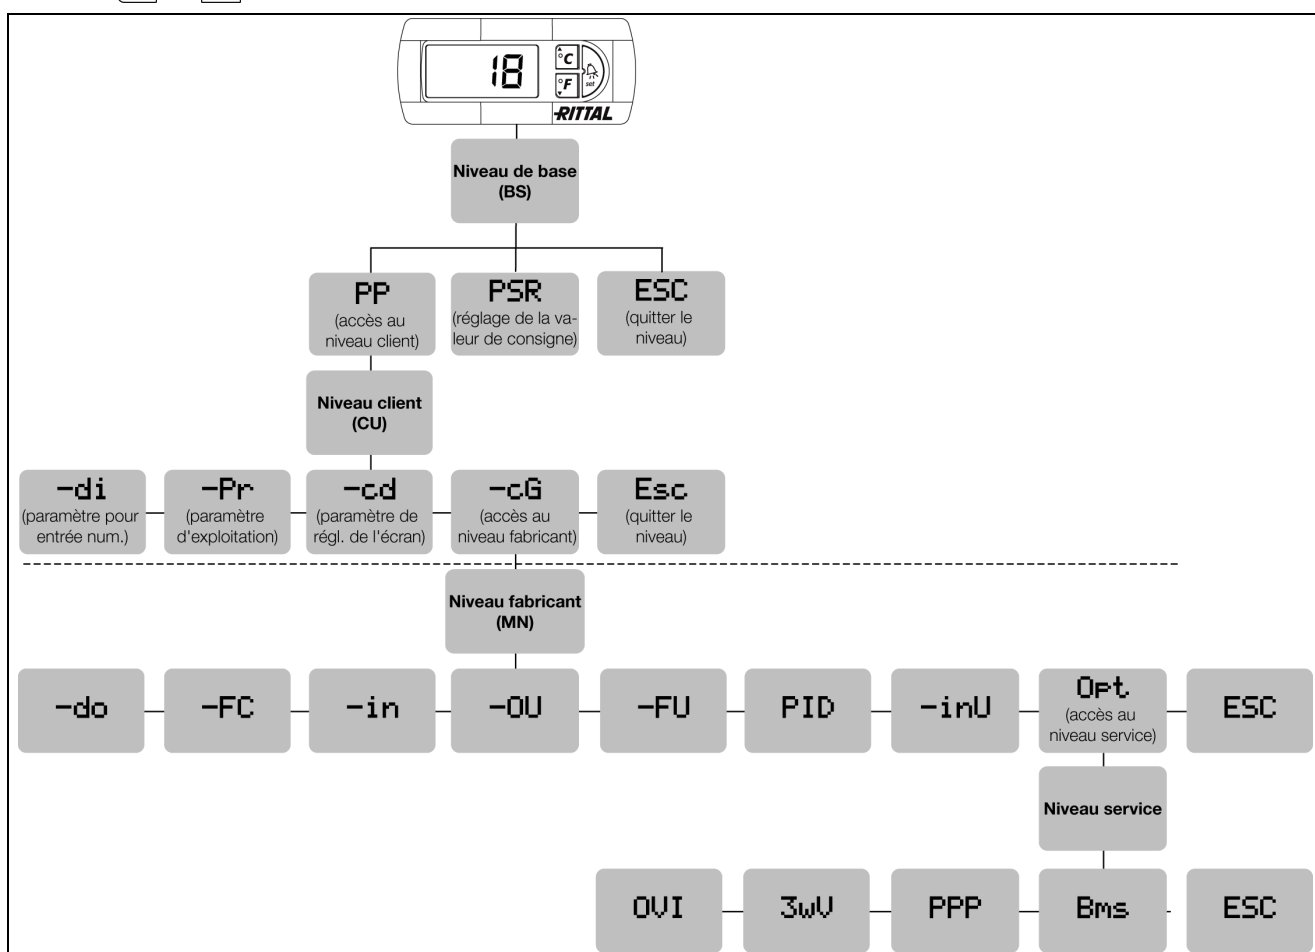 18
°C
°F
set
RITTAL
Niveau de base
(BS)
PP
(accès au
niveau client)
PSR
(réglage de la va-
leur de consigne)
ESC
(quitter le
niveau)
Niveau client
(CU)
-di
(paramètre pour
entrée num.)
-Pr
(paramètre
d'exploitation)
-cd
(paramètre de
régl. de l'écran)
-cG
(accès au
niveau fabricant)
Esc
(quitter le
niveau)
Niveau fabricant
(MN)
-do
-FC
-in
-OU
-FU
PID
-inU
Opt
(accès au
niveau service)
ESC
Niveau service
OVI
3wV
PPP
Bms
ESC